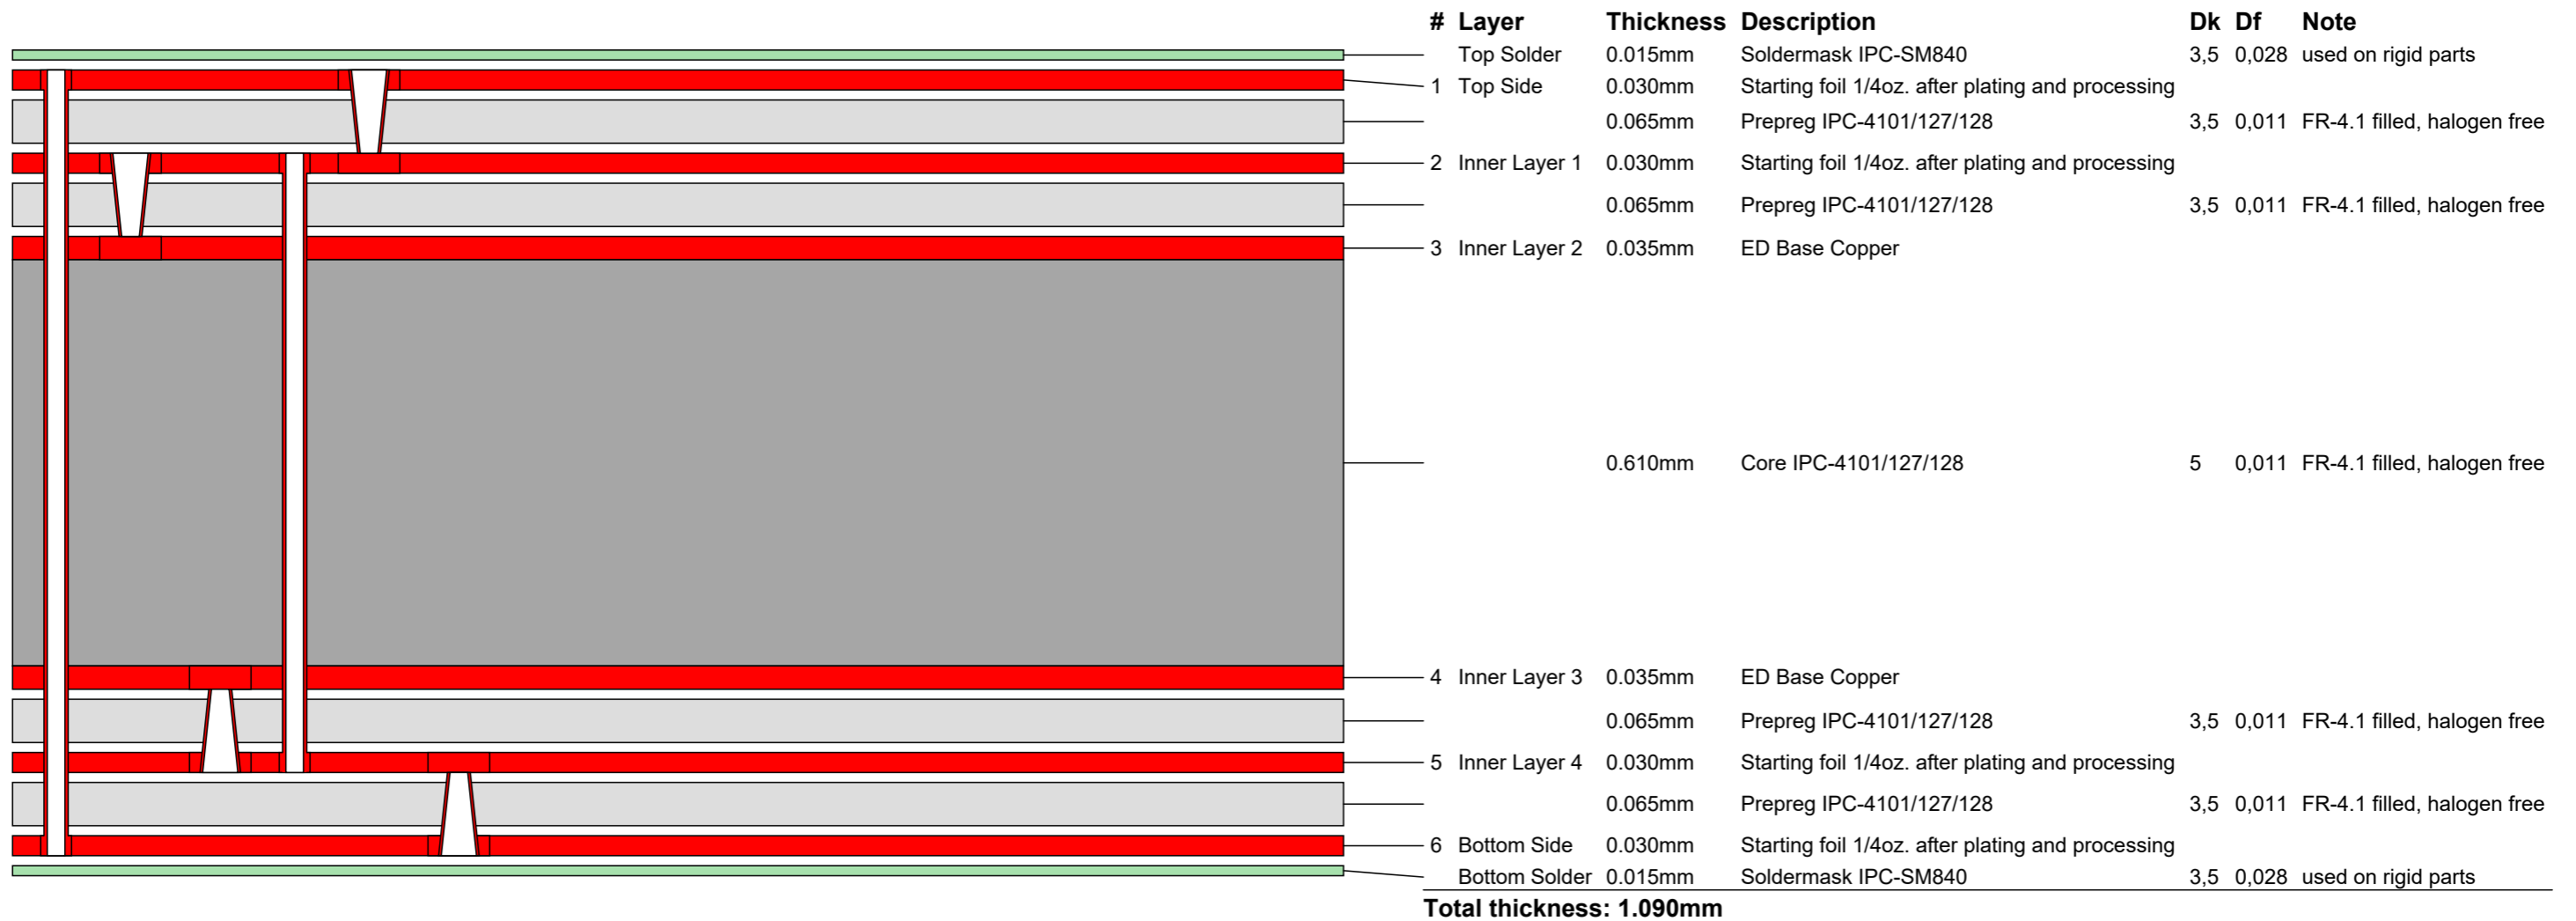 # Layer Thickness Description Dk Df Note
Top Solder 0.015mm Soldermask IPC-SM840 3,5 0,028 used on rigid parts
1 Top Side 0.030mm Starting foil 1/4oz. after plating and processing
0.065mm Prepreg IPC-4101/127/128 3,5 0,011 FR-4.1 filled, halogen free
2 Inner Layer 1 0.030mm Starting foil 1/4oz. after plating and processing
0.065mm Prepreg IPC-4101/127/128 3,5 0,011 FR-4.1 filled, halogen free
3 Inner Layer 2 0.035mm ED Base Copper
0.610mm Core IPC-4101/127/128 5 0,011 FR-4.1 filled, halogen free
4 Inner Layer 3 0.035mm ED Base Copper
0.065mm Prepreg IPC-4101/127/128 3,5 0,011 FR-4.1 filled, halogen free
5 Inner Layer 4 0.030mm Starting foil 1/4oz. after plating and processing
0.065mm Prepreg IPC-4101/127/128 3,5 0,011 FR-4.1 filled, halogen free
6 Bottom Side 0.030mm Starting foil 1/4oz. after plating and processing
Bottom Solder 0.015mm Soldermask IPC-SM840 3,5 0,028 used on rigid parts
Total thickness: 1.090mm